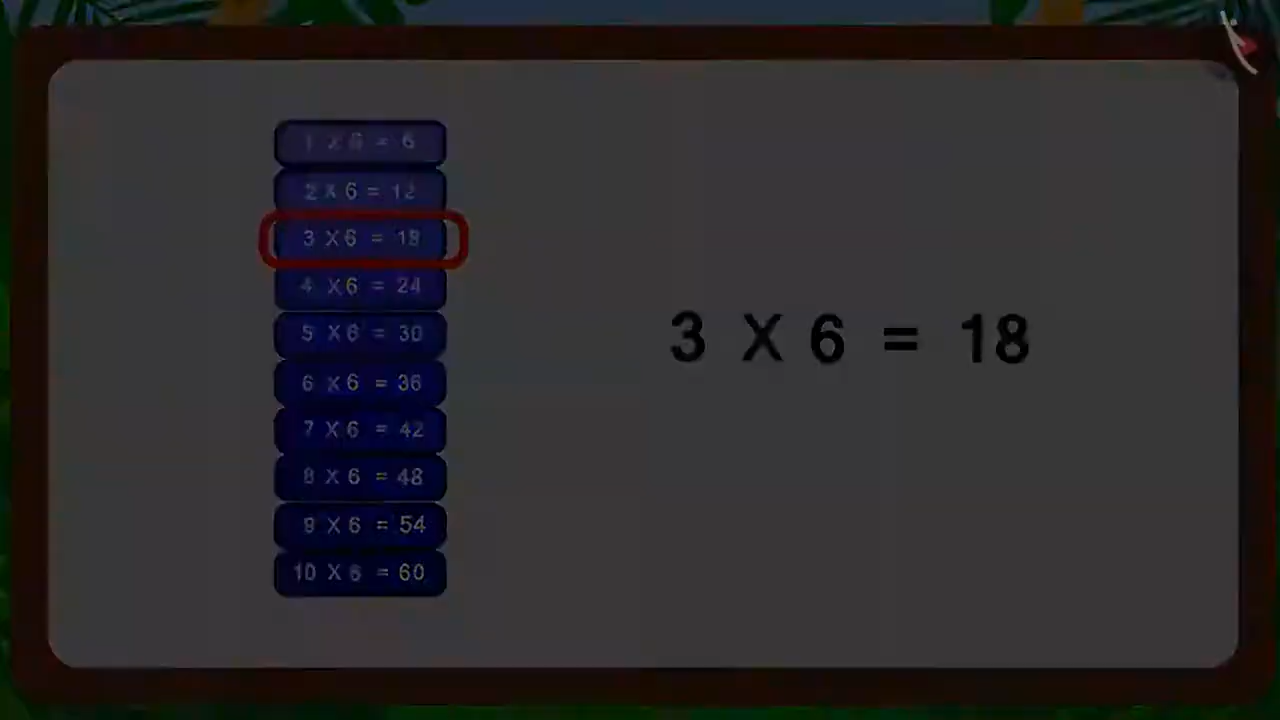 1 X 6 = 6
2 X 6 = 12
3 X 6 = 18
4 X 6 = 24
5 X 6 = 30
6 X 6 = 36
7 X 6 = 42
8 X 6 = 48
9 X 6 = 54
10 X 6 = 60
3 X 6 = 18